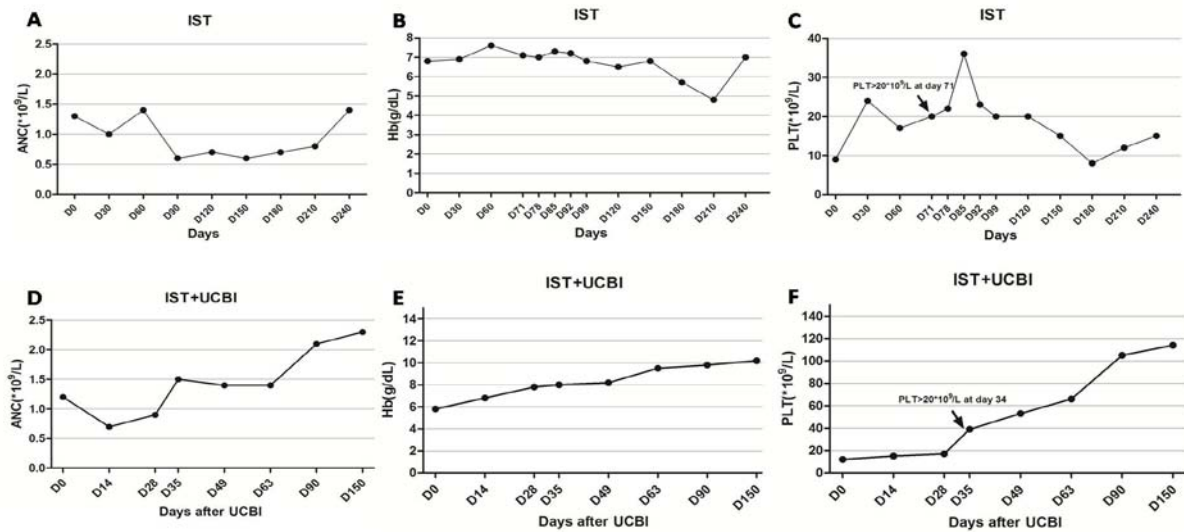 A
IST
ANC(*10⁹/L)
2.5
2.0
1.5
1.0
0.5
0.0
D0 D30 D60 D90 D120 D150 D180 D210 D240
Days
B
IST
Hb(g/dL)
8
7
6
5
4
3
2
1
0
D0 D30 D60 D71 D78 D85 D92 D99 D120 D150 D180 D210 D240
Days
C
IST
PLT(*10⁹/L)
40
30
20
10
0
PLT>20*10⁹/L at day 71
D0 D30 D60 D71 D78 D85 D92 D99 D120 D150 D180 D210 D240
Days
D
IST+UCBI
ANC(*10⁹/L)
2.5
2.0
1.5
1.0
0.5
0.0
D0 D14 D28 D35 D49 D63 D90 D150
Days after UCBI
E
IST+UCBI
Hb(g/dL)
14
12
10
8
6
4
2
0
D0 D14 D28 D35 D49 D63 D90 D150
Days after UCBI
F
IST+UCBI
PLT(*10⁹/L)
140
120
100
80
60
40
20
0
PLT>20*10⁹/L at day 34
D0 D14 D28 D35 D49 D63 D90 D150
Days after UCBI